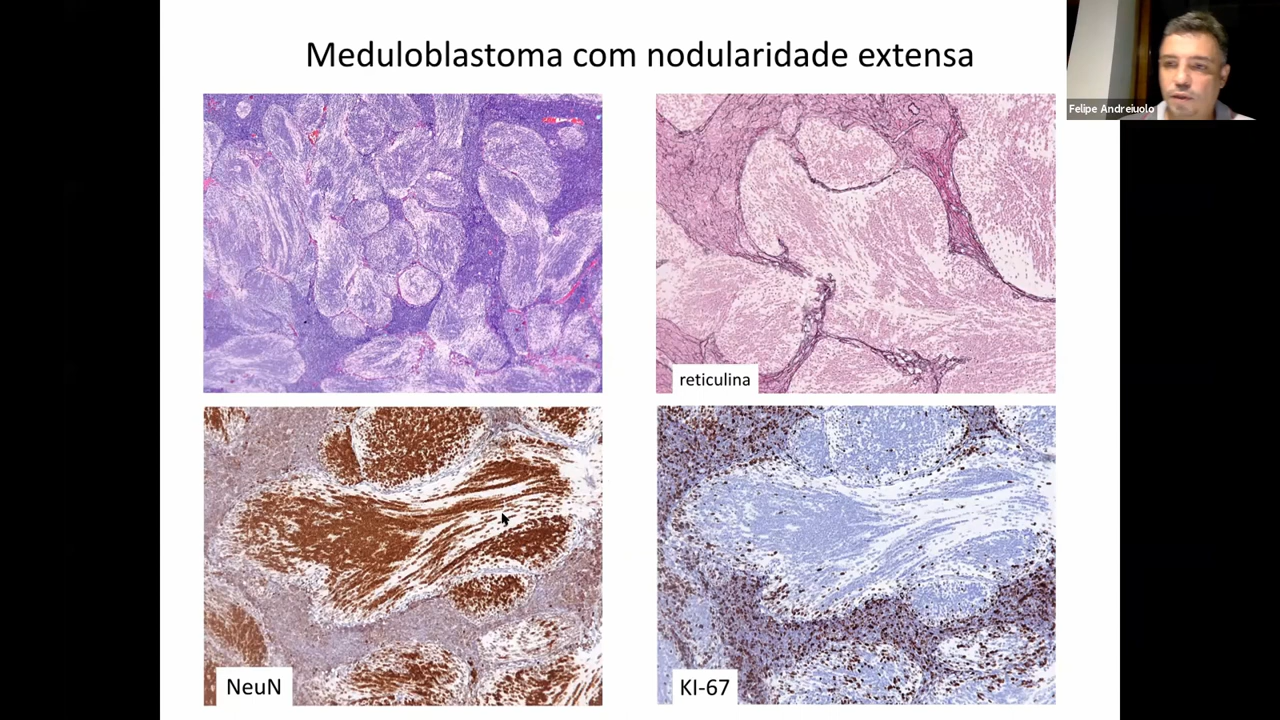 Meduloblastoma com nodularidade extensa
Felipe Andreiuolo
reticulina
NeuN
KI-67